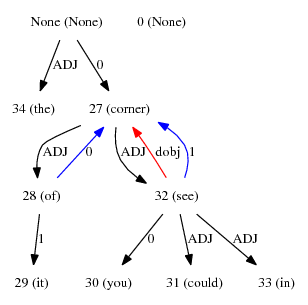 None (None) 0 (None)
ADJ 0
34 (the) 27 (corner)
ADJ 0 ADJ dobj 1
28 (of) 32 (see)
1 0 ADJ ADJ
29 (it) 30 (you) 31 (could) 33 (in)